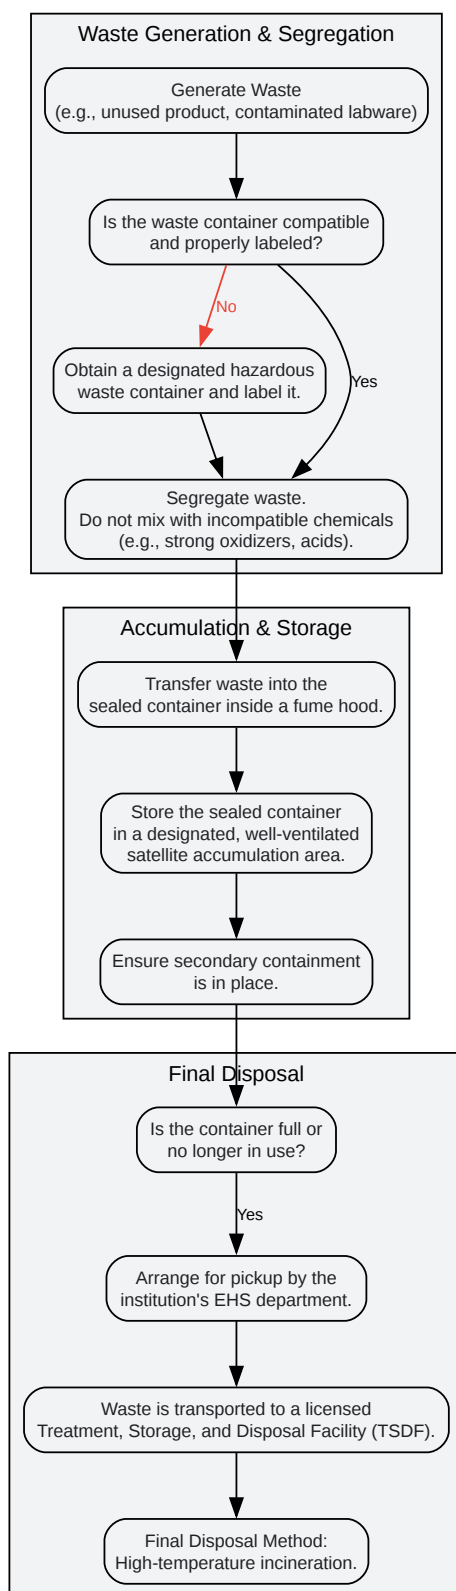 Waste Generation & Segregation
Generate Waste
(e.g., unused product, contaminated labware)
Is the waste container compatible
and properly labeled?
No
Obtain a designated hazardous
waste container and label it.
Yes
Segregate waste.
Do not mix with incompatible chemicals
(e.g., strong oxidizers, acids).
Accumulation & Storage
Transfer waste into the
sealed container inside a fume hood.
Store the sealed container
in a designated, well-ventilated
satellite accumulation area.
Ensure secondary containment
is in place.
Final Disposal
Is the container full or
no longer in use?
Yes
Arrange for pickup by the
institution's EHS department.
Waste is transported to a licensed
Treatment, Storage, and Disposal Facility (TSDF).
Final Disposal Method:
High-temperature incineration.